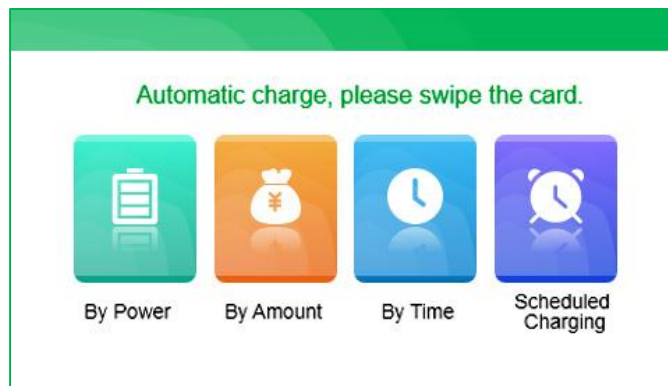 Automatic charge, please swipe the card.
¥
By Power
By Amount
By Time
Scheduled
Charging